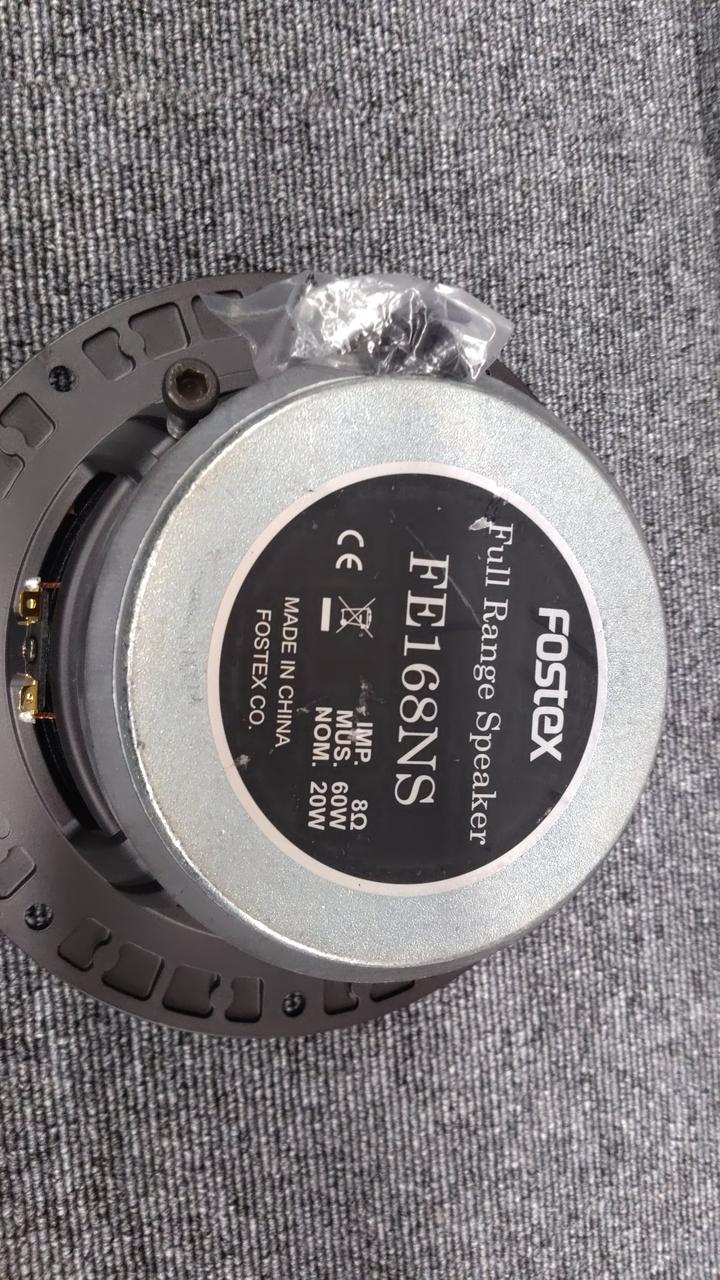 Fostex
Full Range Speaker
FE168NS
IMP. 8Ω
MUS. 60W
NOM. 20W
CE
MADE IN CHINA
FOSTEX CO.